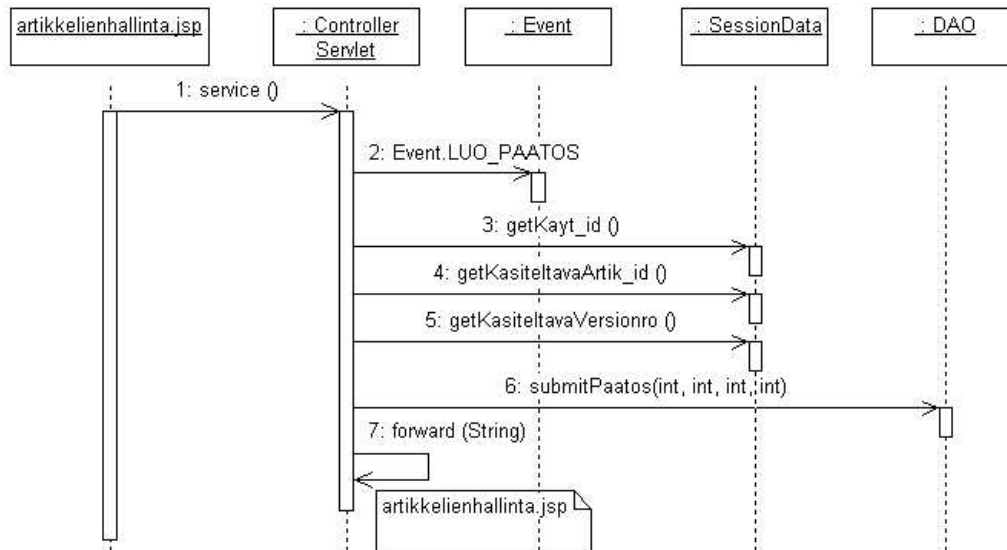 artikkelienhallinta.jsp
: Controller
Servlet
: Event
: SessionData
: DAO
1: service ()
2: Event.LUO_PAATOS
3: getKayt_id ()
4: getKasiteltavaArtik_id ()
5: getKasiteltavaVersionro ()
6: submitPaatos(int, int, int, int)
7: forward (String)
artikkelienhallinta.jsp